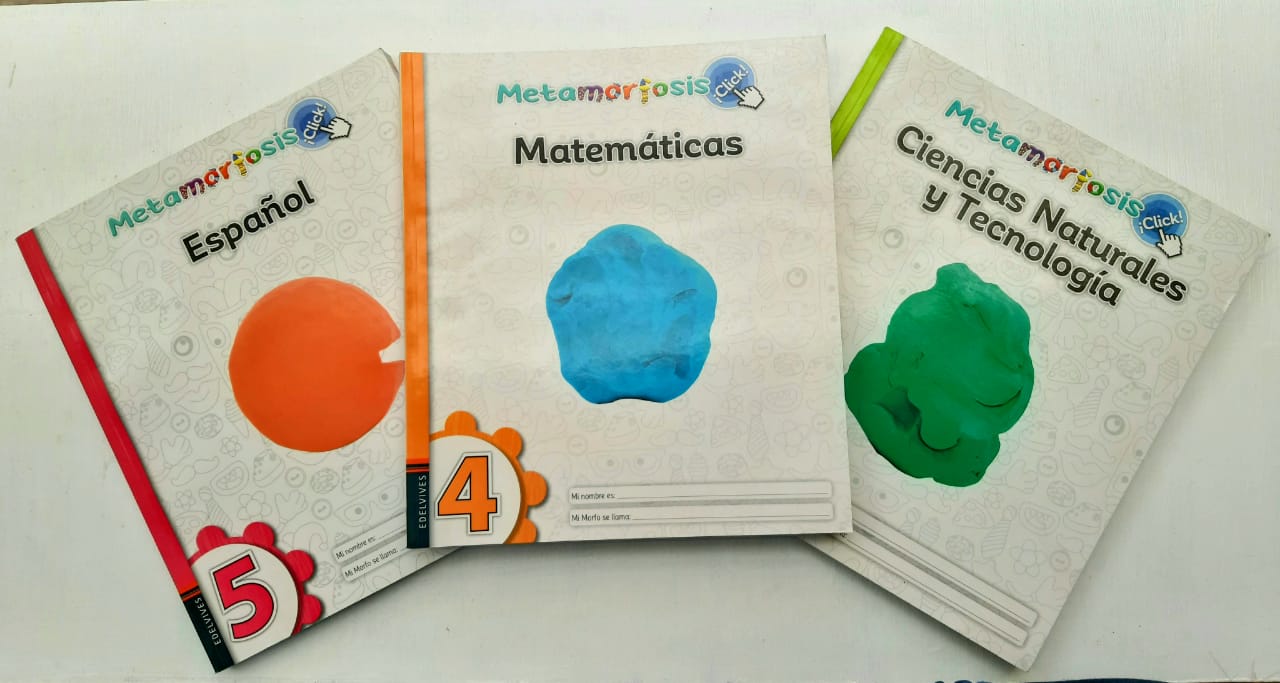 Metamorfosis ¡Click!
Español
Mi nombre es:
Mi Morfo se llama:
EDELVIVES
5
Metamorfosis ¡Click!
Matemáticas
Mi nombre es:
Mi Morfo se llama:
EDELVIVES
4
Metamorfosis ¡Click!
Ciencias Naturales
y Tecnología